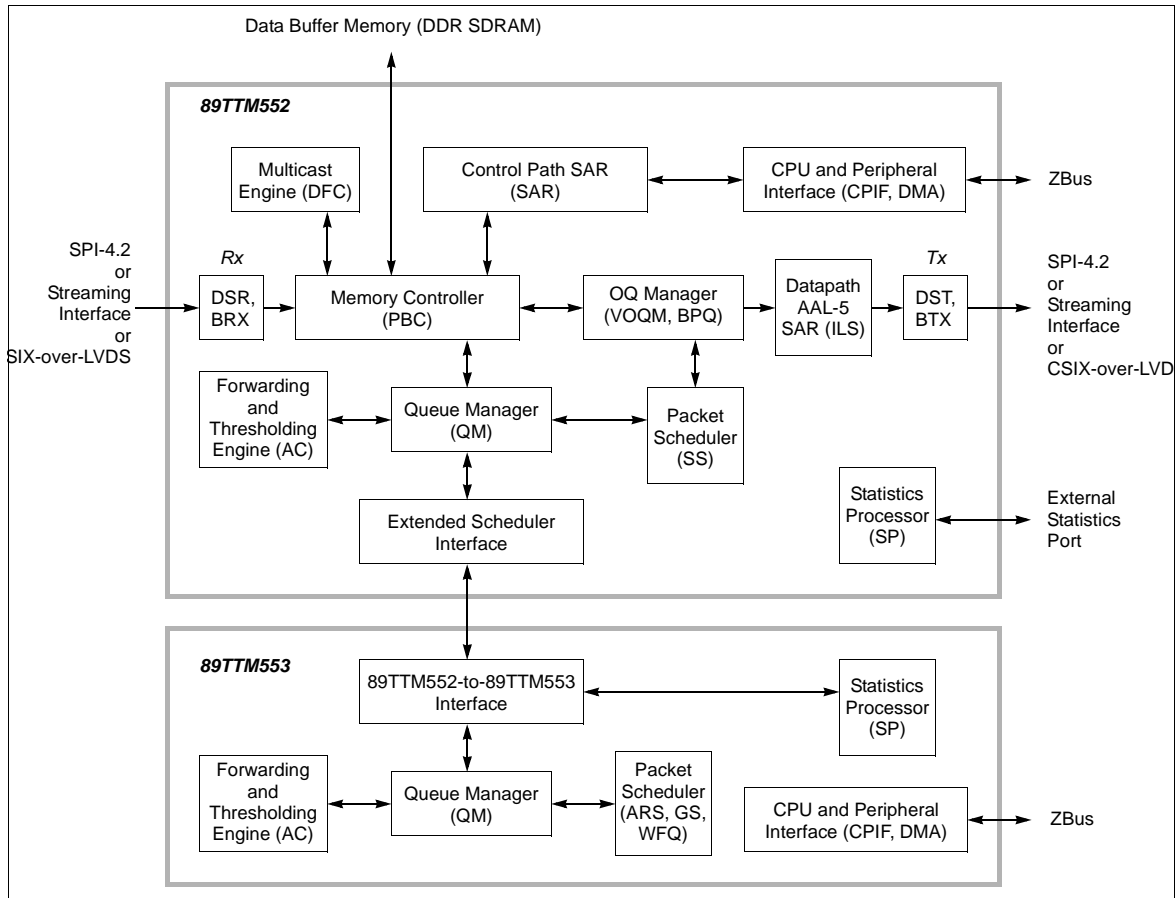 Data Buffer Memory (DDR SDRAM)
89TTM552
Multicast
Engine (DFC)
Control Path SAR
(SAR)
CPU and Peripheral
Interface (CPIF, DMA)
ZBus
SPI-4.2
or
Streaming
Interface
or
SIX-over-LVDS
Rx
DSR,
BRX
Memory Controller
(PBC)
OQ Manager
(VOQM, BPQ)
Datapath
AAL-5
SAR (ILS)
Tx
DST,
BTX
SPI-4.2
or
Streaming
Interface
or
CSIX-over-LVD
Forwarding
and
Thresholding
Engine (AC)
Queue Manager
(QM)
Packet
Scheduler
(SS)
Extended Scheduler
Interface
Statistics
Processor
(SP)
External
Statistics
Port
89TTM553
89TTM552-to-89TTM553
Interface
Statistics
Processor
(SP)
Forwarding
and
Thresholding
Engine (AC)
Queue Manager
(QM)
Packet
Scheduler
(ARS, GS,
WFQ)
CPU and Peripheral
Interface (CPIF, DMA)
ZBus